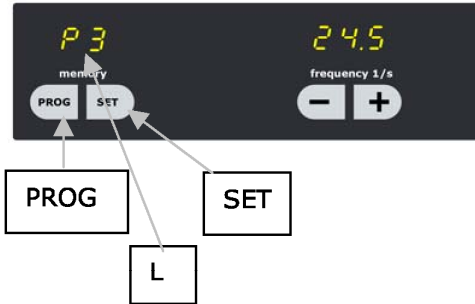 P3 24.5
memory frequency 1/s
PROG SET − +
PROG SET
L